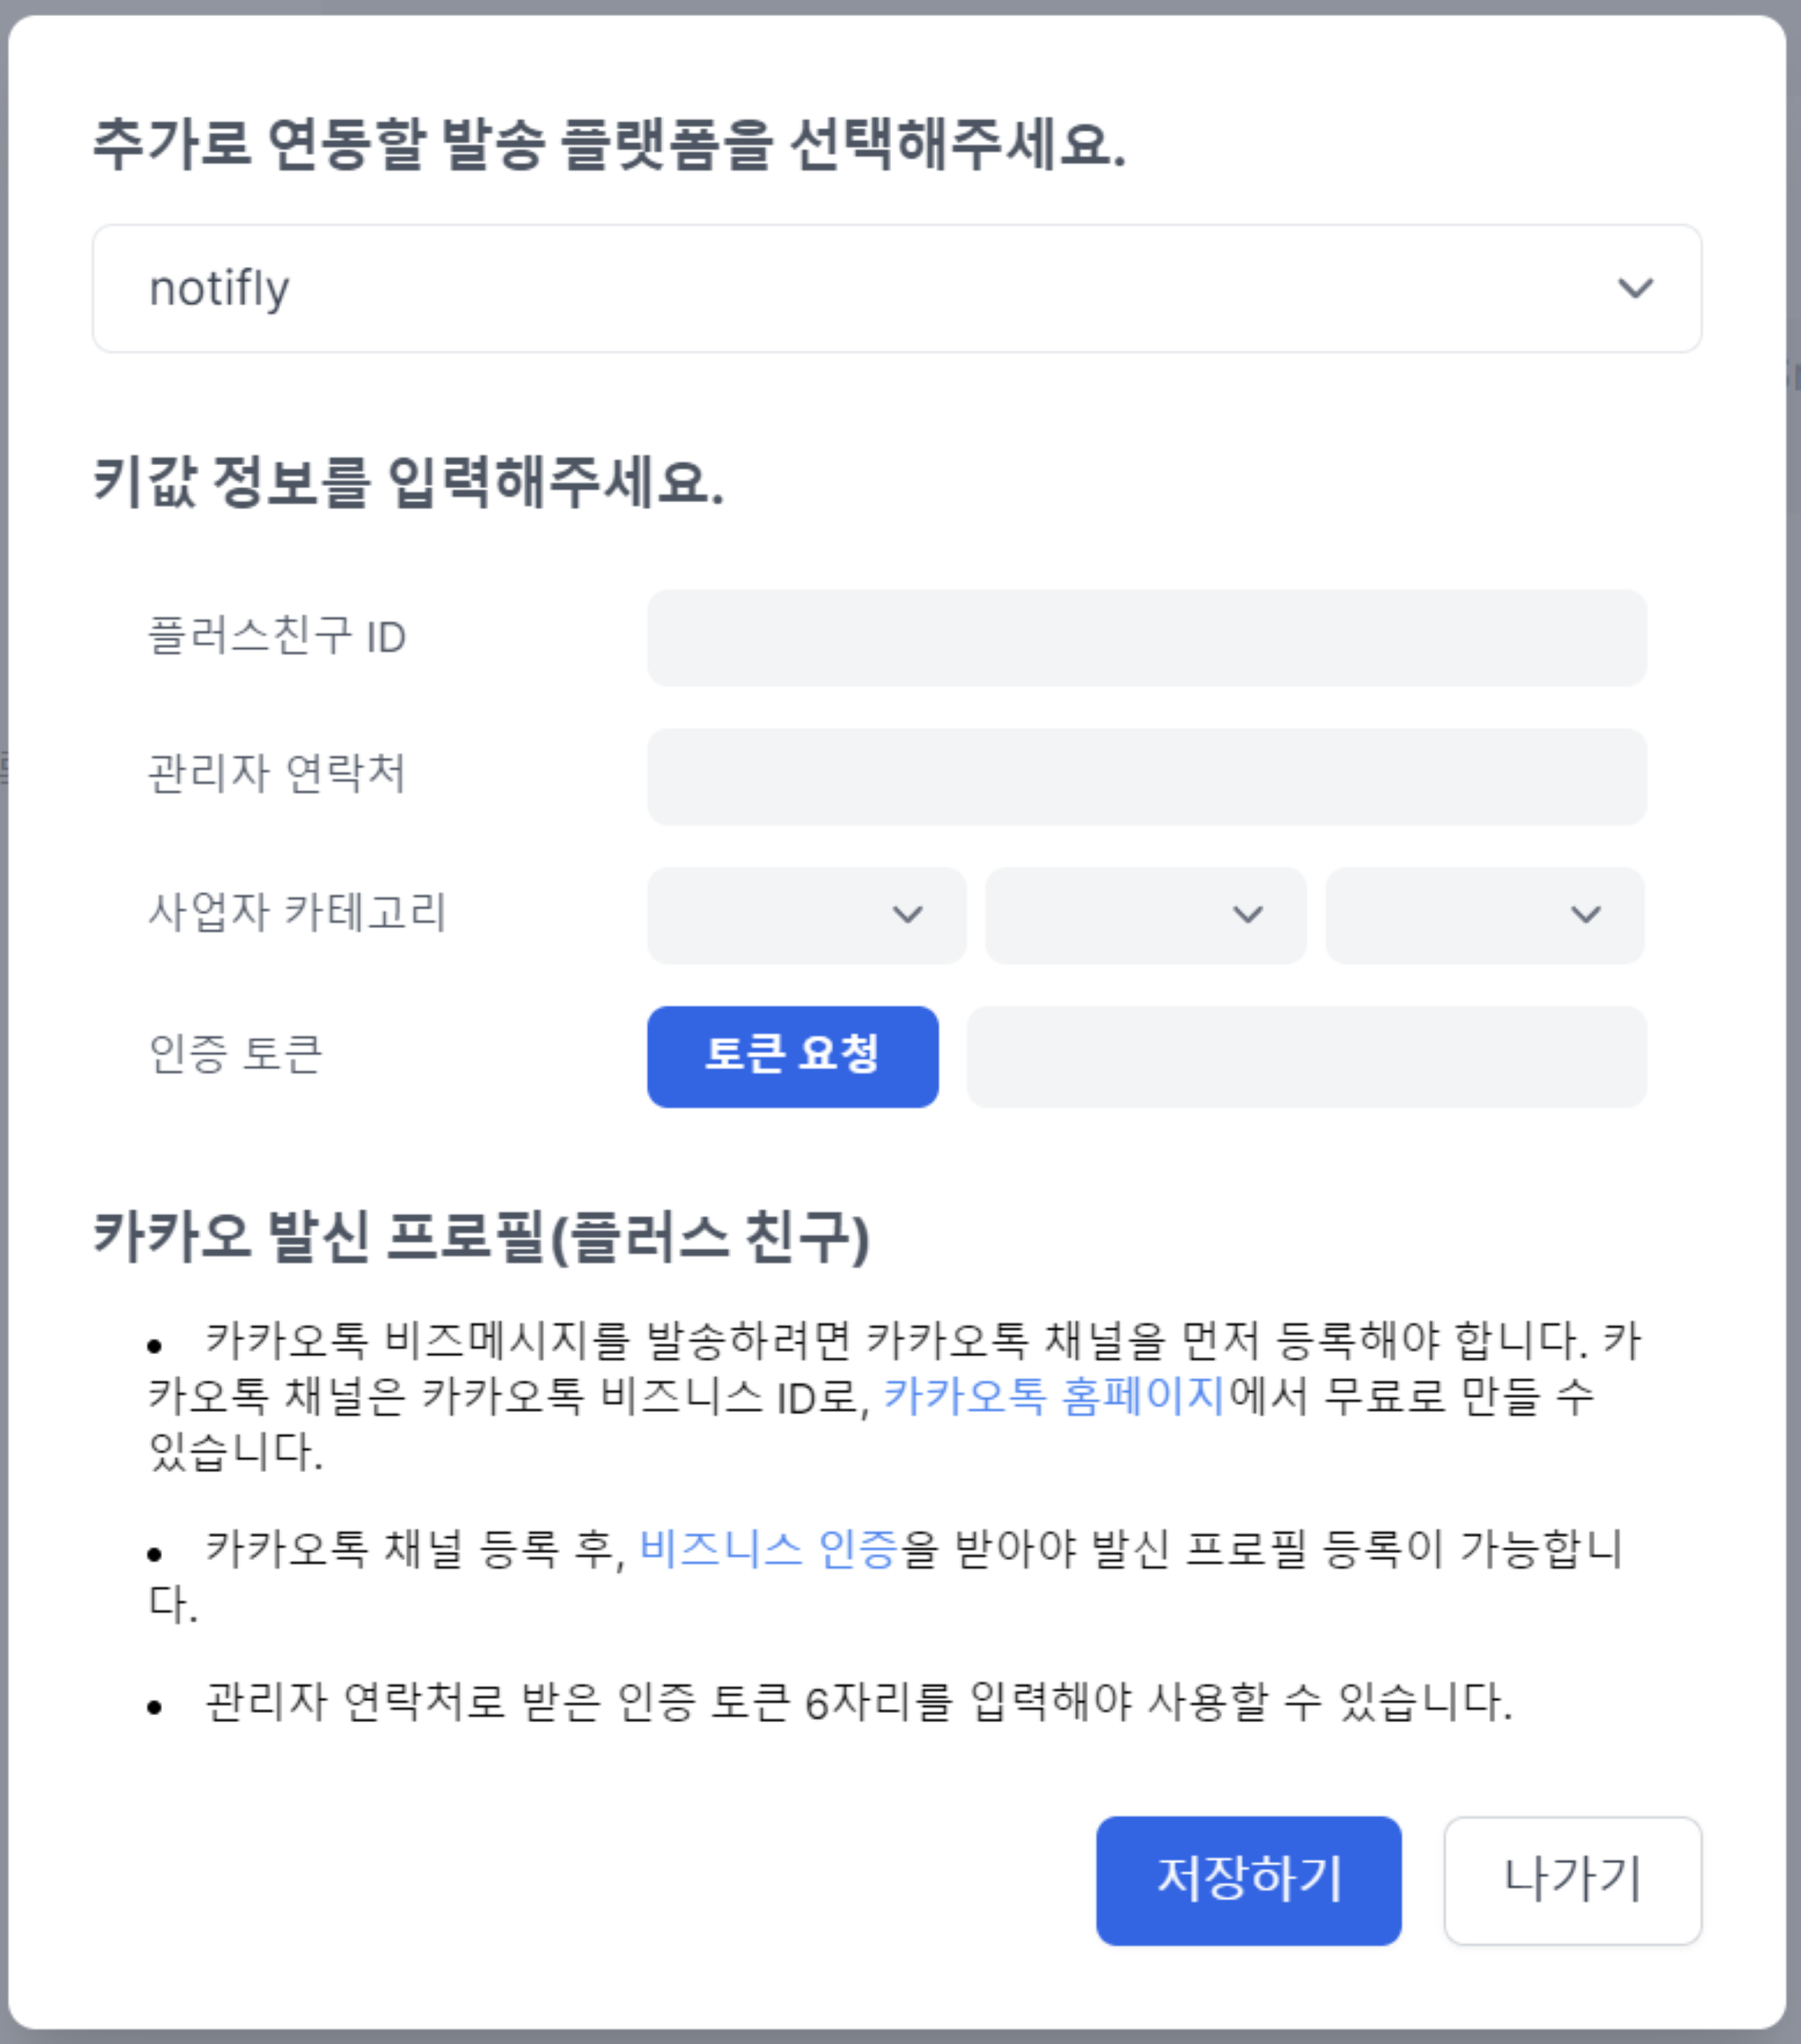 추가로 연동할 발송 플랫폼을 선택해주세요.
notifly
키값 정보를 입력해주세요.
플러스친구 ID
관리자 연락처
사업자 카테고리
인증 토큰
토큰 요청
카카오 발신 프로필(플러스 친구)
• 카카오톡 비즈메시지를 발송하려면 카카오톡 채널을 먼저 등록해야 합니다. 카
카오톡 채널은 카카오톡 비즈니스 ID로, 카카오톡 홈페이지에서 무료로 만들 수
있습니다.
• 카카오톡 채널 등록 후, 비즈니스 인증을 받아야 발신 프로필 등록이 가능합니
다.
• 관리자 연락처로 받은 인증 토큰 6자리를 입력해야 사용할 수 있습니다.
저장하기
나가기